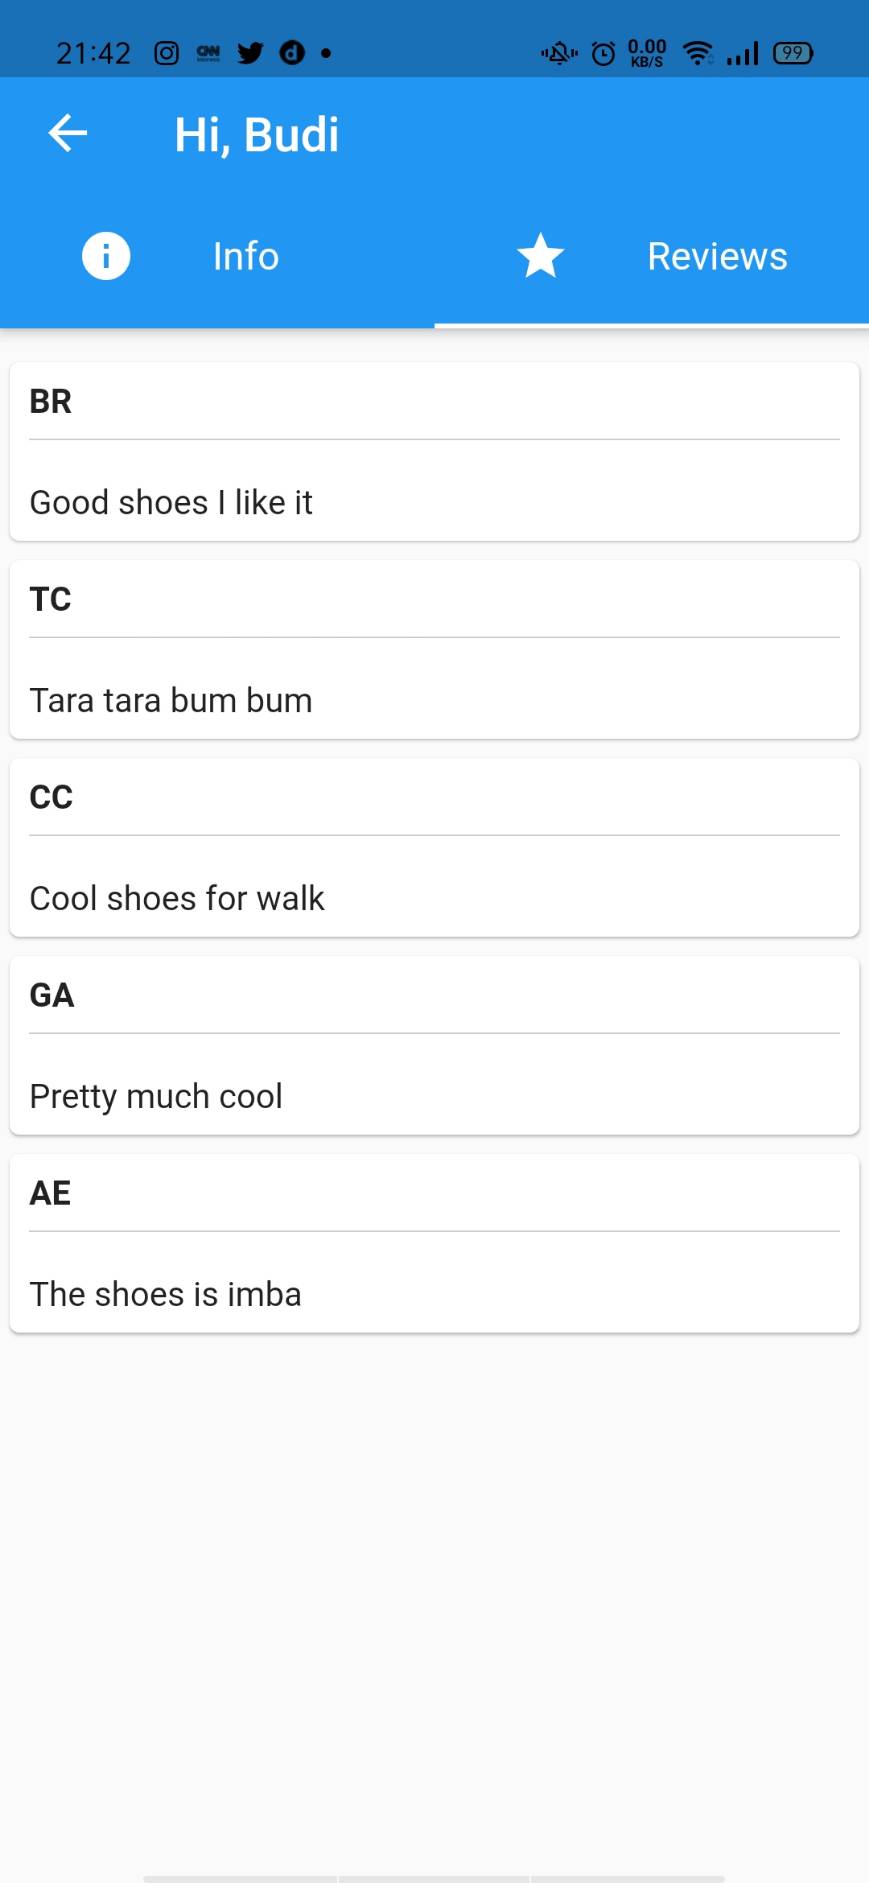 21:42 CNN 0.00 KB/S 99
Hi, Budi
Info Reviews
BR
Good shoes I like it
TC
Tara tara bum bum
CC
Cool shoes for walk
GA
Pretty much cool
AE
The shoes is imba